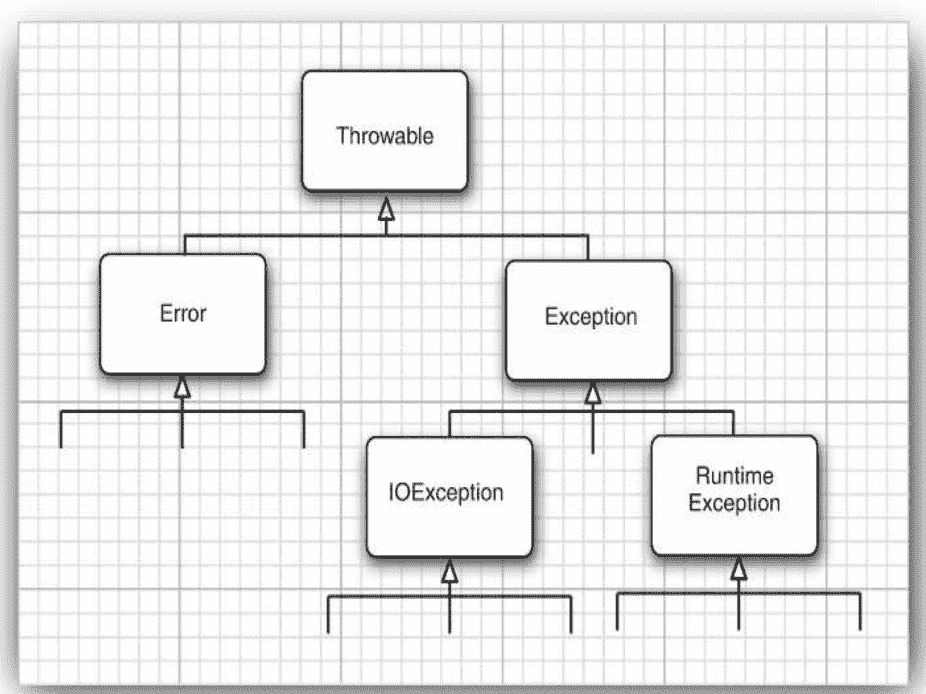 Throwable
Error
Exception
IOException
Runtime
Exception